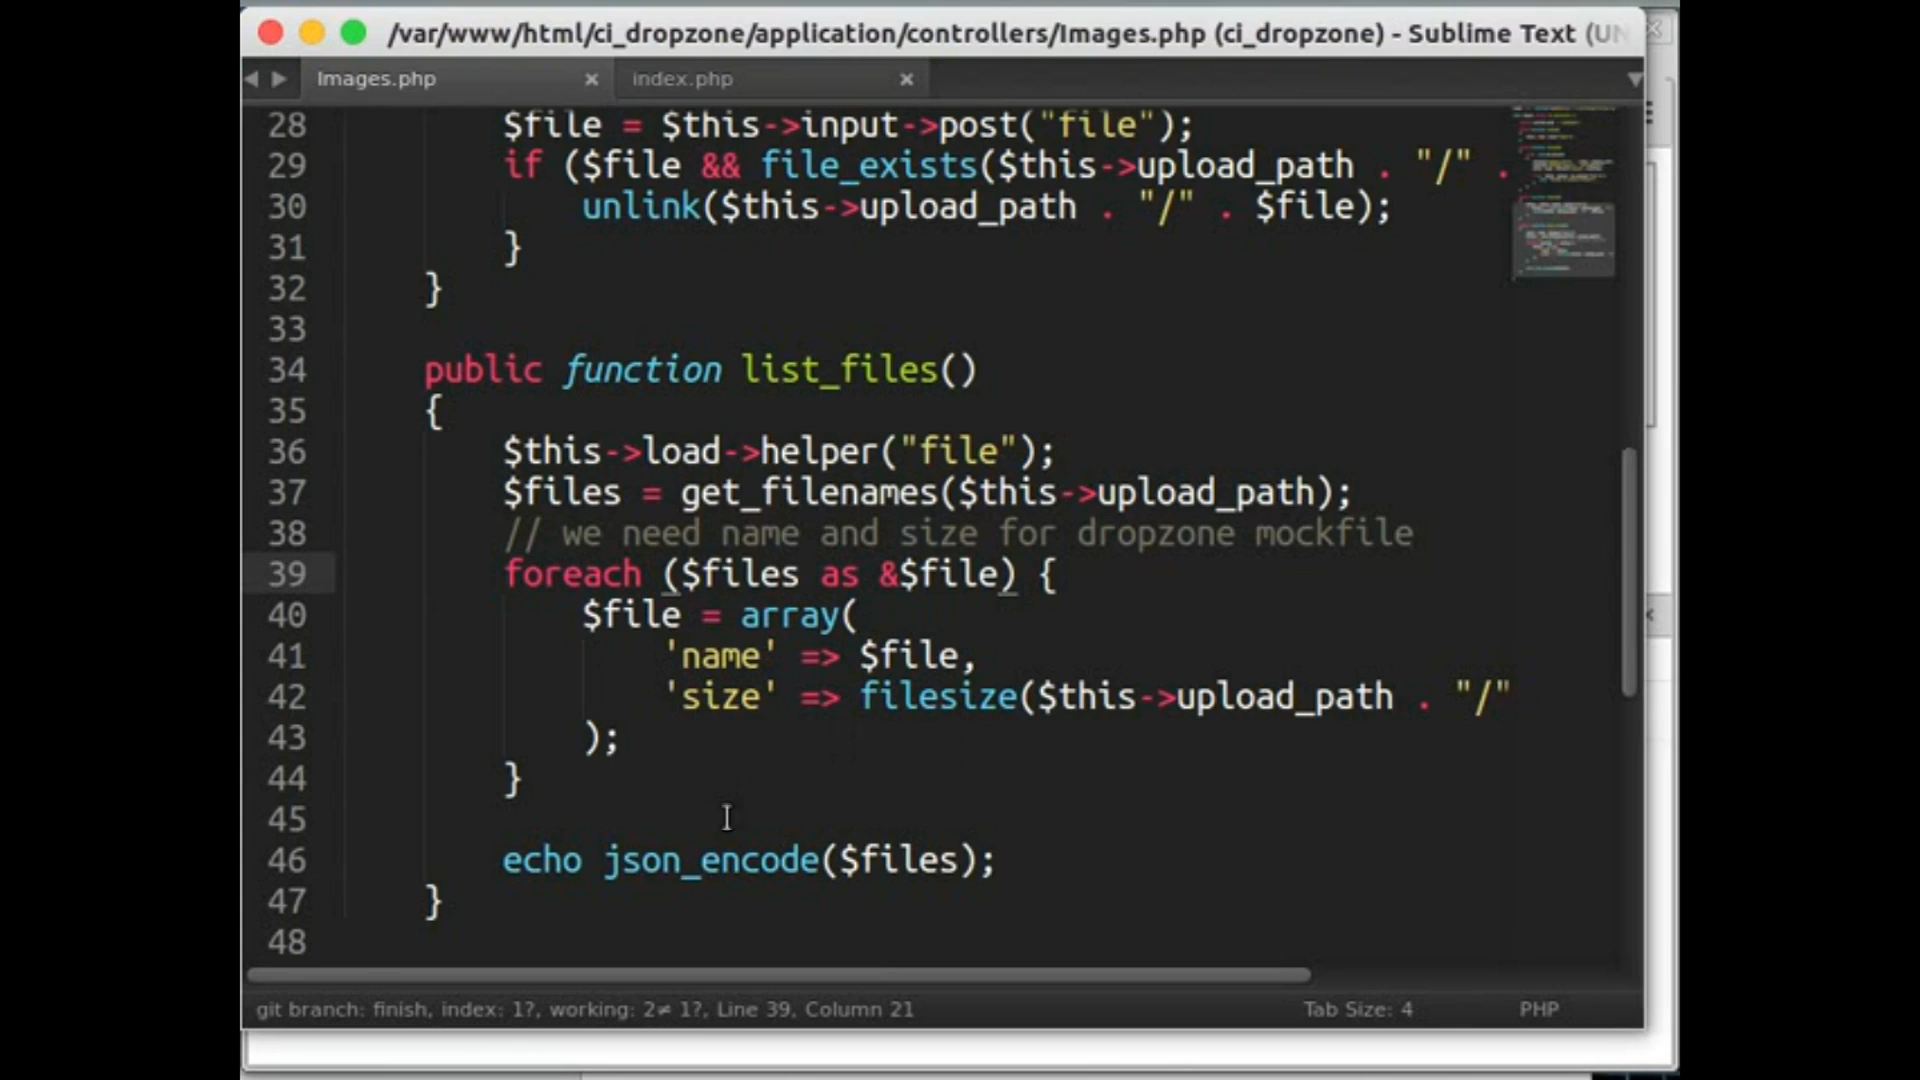 /var/www/html/ci_dropzone/application/controllers/Images.php (ci_dropzone) - Sublime Text (UN
Images.php
index.php
28 $file = $this->input->post("file");
29 if ($file && file_exists($this->upload_path . "/" .
30 unlink($this->upload_path . "/" . $file);
31 }
32 }
33
34 public function list_files()
35 {
36 $this->load->helper("file");
37 $files = get_filenames($this->upload_path);
38 // we need name and size for dropzone mockfile
39 foreach ($files as &$file) {
40 $file = array(
41 'name' => $file,
42 'size' => filesize($this->upload_path . "/"
43 );
44 }
45
46 echo json_encode($files);
47 }
48
git branch: finish, index: 1?, working: 2≠ 1?, Line 39, Column 21
Tab Size: 4
PHP